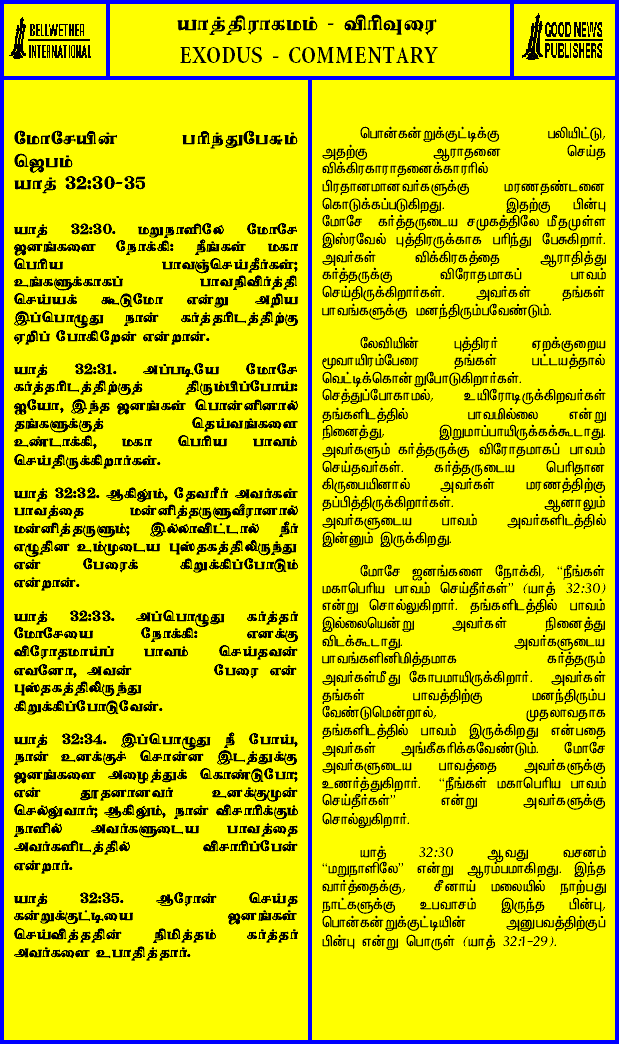 BELLWETHER
INTERNATIONAL
யாத்திராகமம் - விரிவுரை
EXODUS - COMMENTARY
GOOD NEWS
PUBLISHERS
மோசேயின் பரிந்துபேசும்
ஜெபம்
யாத் 32:30-35
யாத் 32:30. மறுநாளிலே மோசே
ஜனங்களை நோக்கி: நீங்கள் மகா
பெரிய பாவஞ்செய்தீர்கள்;
உங்களுக்காகப் பாவநிவிர்த்தி
செய்யக் கூடுமோ என்று அறிய
இப்பொழுது நான் கர்த்தரிடத்திற்கு
ஏறிப் போகிறேன் என்றான்.
யாத் 32:31. அப்படியே மோசே
கர்த்தரிடத்திற்குத் திரும்பிப்போய்:
ஐயோ, இந்த ஜனங்கள் பொன்னினால்
தங்களுக்குத் தெய்வங்களை
உண்டாக்கி, மகா பெரிய பாவம்
செய்திருக்கிறார்கள்.
யாத் 32:32. ஆகிலும், தேவரீர் அவர்கள்
பாவத்தை மன்னித்தருளுவீரானால்
மன்னித்தருளும்; இல்லாவிட்டால் நீர்
எழுதின உம்முடைய புஸ்தகத்திலிருந்து
என் பேரைக் கிறுக்கிப்போடும்
என்றான்.
யாத் 32:33. அப்பொழுது கர்த்தர்
மோசேயை நோக்கி: எனக்கு
விரோதமாய்ப் பாவம் செய்தவன்
எவனோ, அவன் பேரை என்
புஸ்தகத்திலிருந்து
கிறுக்கிப்போடுவேன்.
யாத் 32:34. இப்பொழுது நீ போய்,
நான் உனக்குச் சொன்ன இடத்துக்கு
ஜனங்களை அழைத்துக் கொண்டுபோ;
என் தூதனானவர் உனக்குமுன்
செல்லுவார்; ஆகிலும், நான் விசாரிக்கும்
நாளில் அவர்களுடைய பாவத்தை
அவர்களிடத்தில் விசாரிப்பேன்
என்றார்.
யாத் 32:35. ஆரோன் செய்த
கன்றுக்குட்டியை ஜனங்கள்
செய்வித்ததின் நிமித்தம் கர்த்தர்
அவர்களை உபாதித்தார்.
பொன்கன்றுக்குட்டிக்கு பலியிட்டு,
அதற்கு ஆராதனை செய்த
விக்கிரகாராதனைக்காரரில்
பிரதானமானவர்களுக்கு மரணதண்டனை
கொடுக்கப்படுகிறது. இதற்கு பின்பு
மோசே கர்த்தருடைய சமுகத்திலே மீதமுள்ள
இஸ்ரவேல் புத்திரருக்காக பரிந்து பேசுகிறார்.
அவர்கள் விக்கிரகத்தை ஆராதித்து
கர்த்தருக்கு விரோதமாகப் பாவம்
செய்திருக்கிறார்கள். அவர்கள் தங்கள்
பாவங்களுக்கு மனந்திரும்பவேண்டும்.
லேவியின் புத்திரர் ஏறக்குறைய
மூவாயிரம்பேரை தங்கள் பட்டயத்தால்
வெட்டிக்கொன்றுபோடுகிறார்கள்.
செத்துப்போகாமல், உயிரோடிருக்கிறவர்கள்
தங்களிடத்தில் பாவமில்லை என்று
நினைத்து, இறுமாப்பாயிருக்கக்கூடாது.
அவர்களும் கர்த்தருக்கு விரோதமாகப் பாவம்
செய்தவர்கள். கர்த்தருடைய பெரிதான
கிருபையினால் அவர்கள் மரணத்திற்கு
தப்பித்திருக்கிறார்கள். ஆனாலும்
அவர்களுடைய பாவம் அவர்களிடத்தில்
இன்னும் இருக்கிறது.
மோசே ஜனங்களை நோக்கி, "நீங்கள்
மகாபெரிய பாவம் செய்தீர்கள்" (யாத் 32:30)
என்று சொல்லுகிறார். தங்களிடத்தில் பாவம்
இல்லையென்று அவர்கள் நினைத்து
விடக்கூடாது. அவர்களுடைய
பாவங்களினிமித்தமாக கர்த்தரும்
அவர்கள்மீது கோபமாயிருக்கிறார். அவர்கள்
தங்கள் பாவத்திற்கு மனந்திரும்ப
வேண்டுமென்றால், முதலாவதாக
தங்களிடத்தில் பாவம் இருக்கிறது என்பதை
அவர்கள் அங்கீகரிக்கவேண்டும். மோசே
அவர்களுடைய பாவத்தை அவர்களுக்கு
உணர்த்துகிறார். "நீங்கள் மகாபெரிய பாவம்
செய்தீர்கள்" என்று அவர்களுக்கு
சொல்லுகிறார்.
யாத் 32:30 ஆவது வசனம்
"மறுநாளிலே" என்று ஆரம்பமாகிறது. இந்த
வார்த்தைக்கு, சீனாய் மலையில் நாற்பது
நாட்களுக்கு உபவாசம் இருந்த பின்பு,
பொன்கன்றுக்குட்டியின் அனுபவத்திற்குப்
பின்பு என்று பொருள் (யாத் 32:1-29).